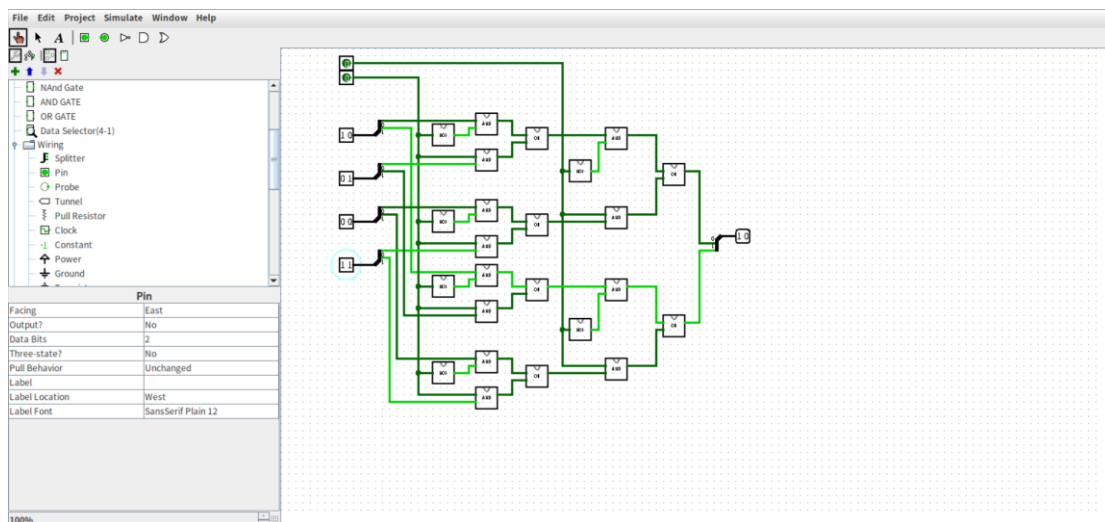 File Edit Project Simulate Window Help
A
NAnd Gate
AND GATE
OR GATE
Data Selector(4-1)
Wiring
Splitter
Pin
Probe
Tunnel
Pull Resistor
Clock
Constant
Power
Ground
Pin
Facing East
Output? No
Data Bits 2
Three-state? No
Pull Behavior Unchanged
Label
Label Location West
Label Font SansSerif Plain 12
100%
0
0
1 0
0 1
0 0
1 1
1 0